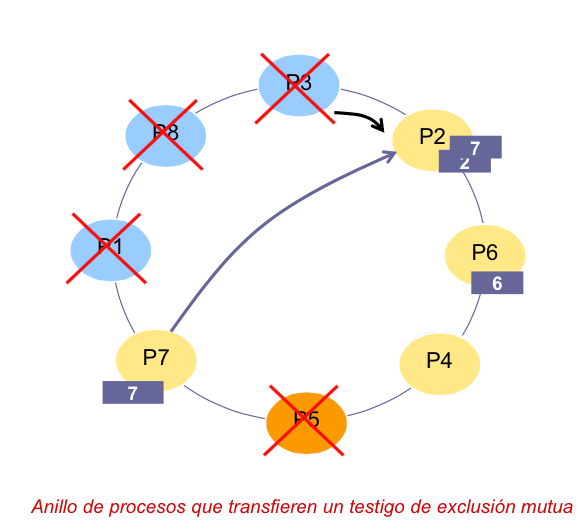 P3
P8
P2
7
2
P1
P6
6
P7
P4
7
P5
Anillo de procesos que transfieren un testigo de exclusión mutua